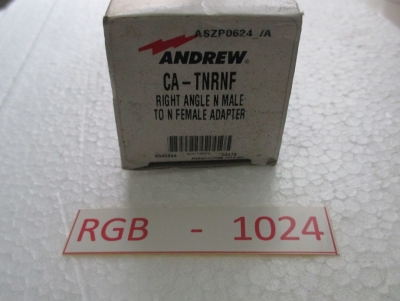 ASZP0624_/A
ANDREW®
CA-TNRNF
RIGHT ANGLE N MALE
TO N FEMALE ADAPTER
RGB - 1024